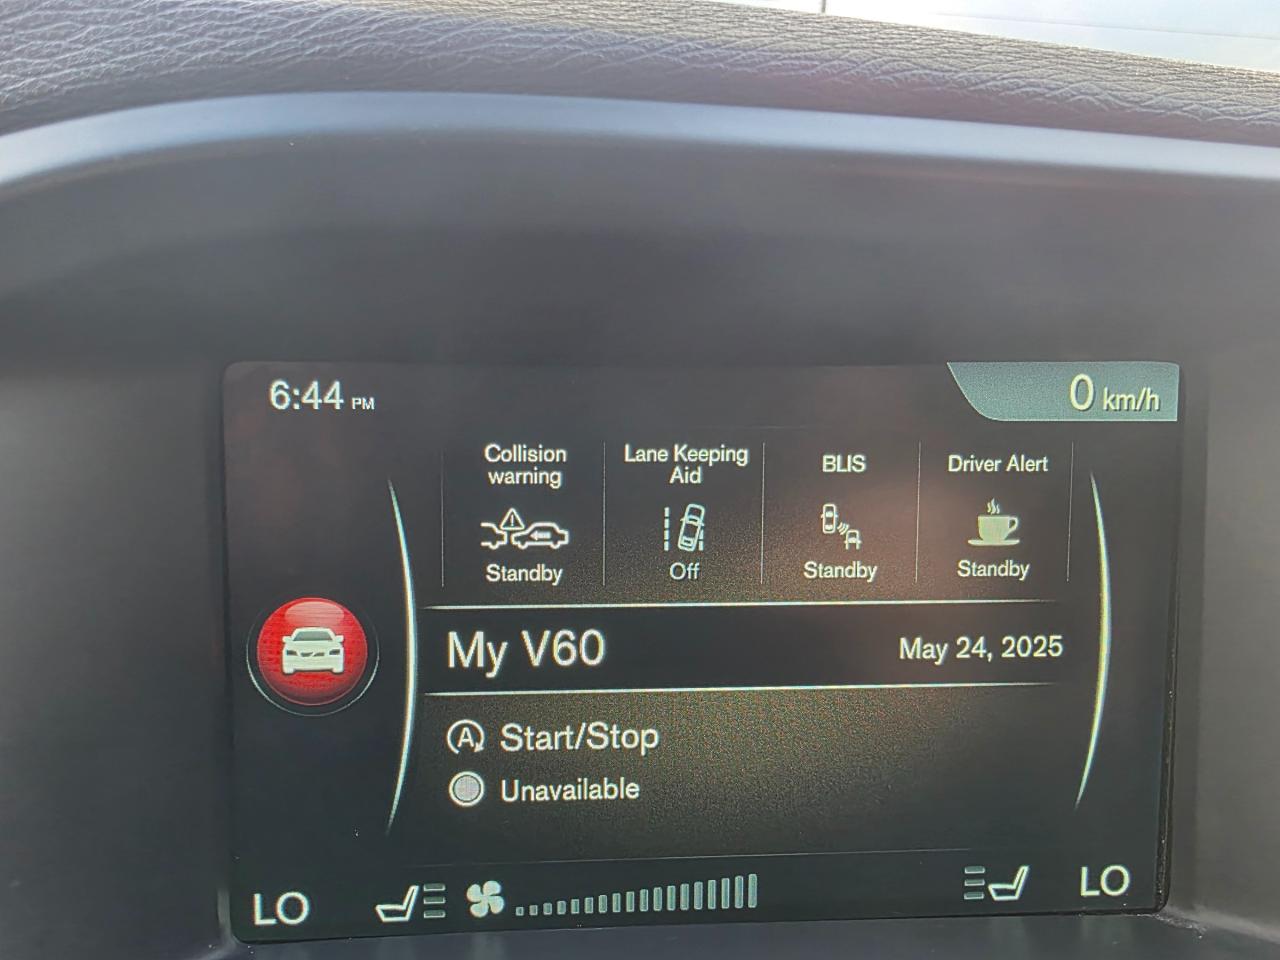 6:44 PM
0 km/h
Collision
warning
Standby
Lane Keeping
Aid
Off
BLIS
Standby
Driver Alert
Standby
My V60
May 24, 2025
A Start/Stop
Unavailable
LO
LO